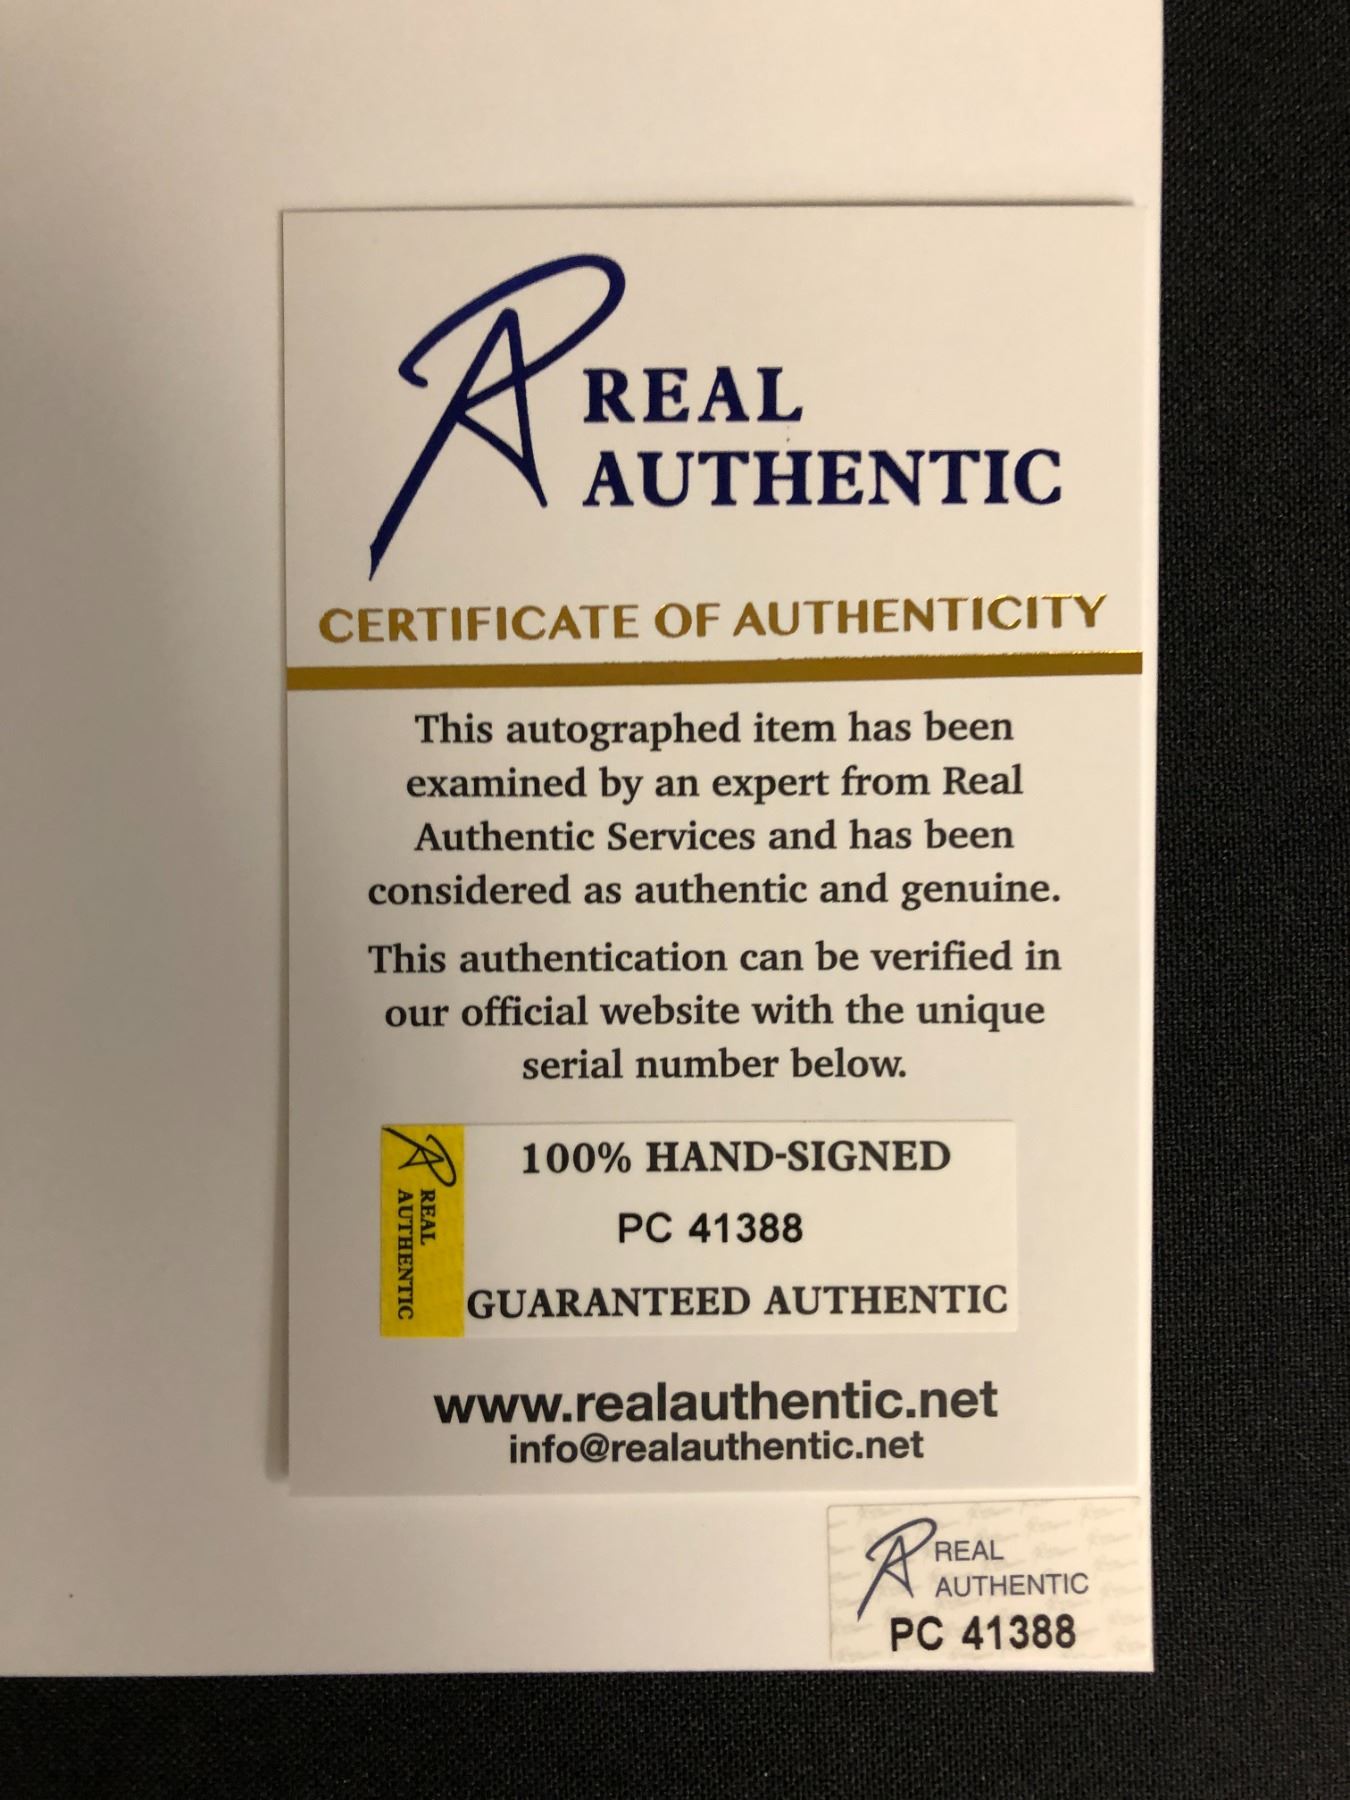 REAL
AUTHENTIC
CERTIFICATE OF AUTHENTICITY
This autographed item has been
examined by an expert from Real
Authentic Services and has been
considered as authentic and genuine.
This authentication can be verified in
our official website with the unique
serial number below.
REAL
AUTHENTIC
100% HAND-SIGNED
PC 41388
GUARANTEED AUTHENTIC
www.realauthentic.net
info@realauthentic.net
REAL
AUTHENTIC
PC 41388